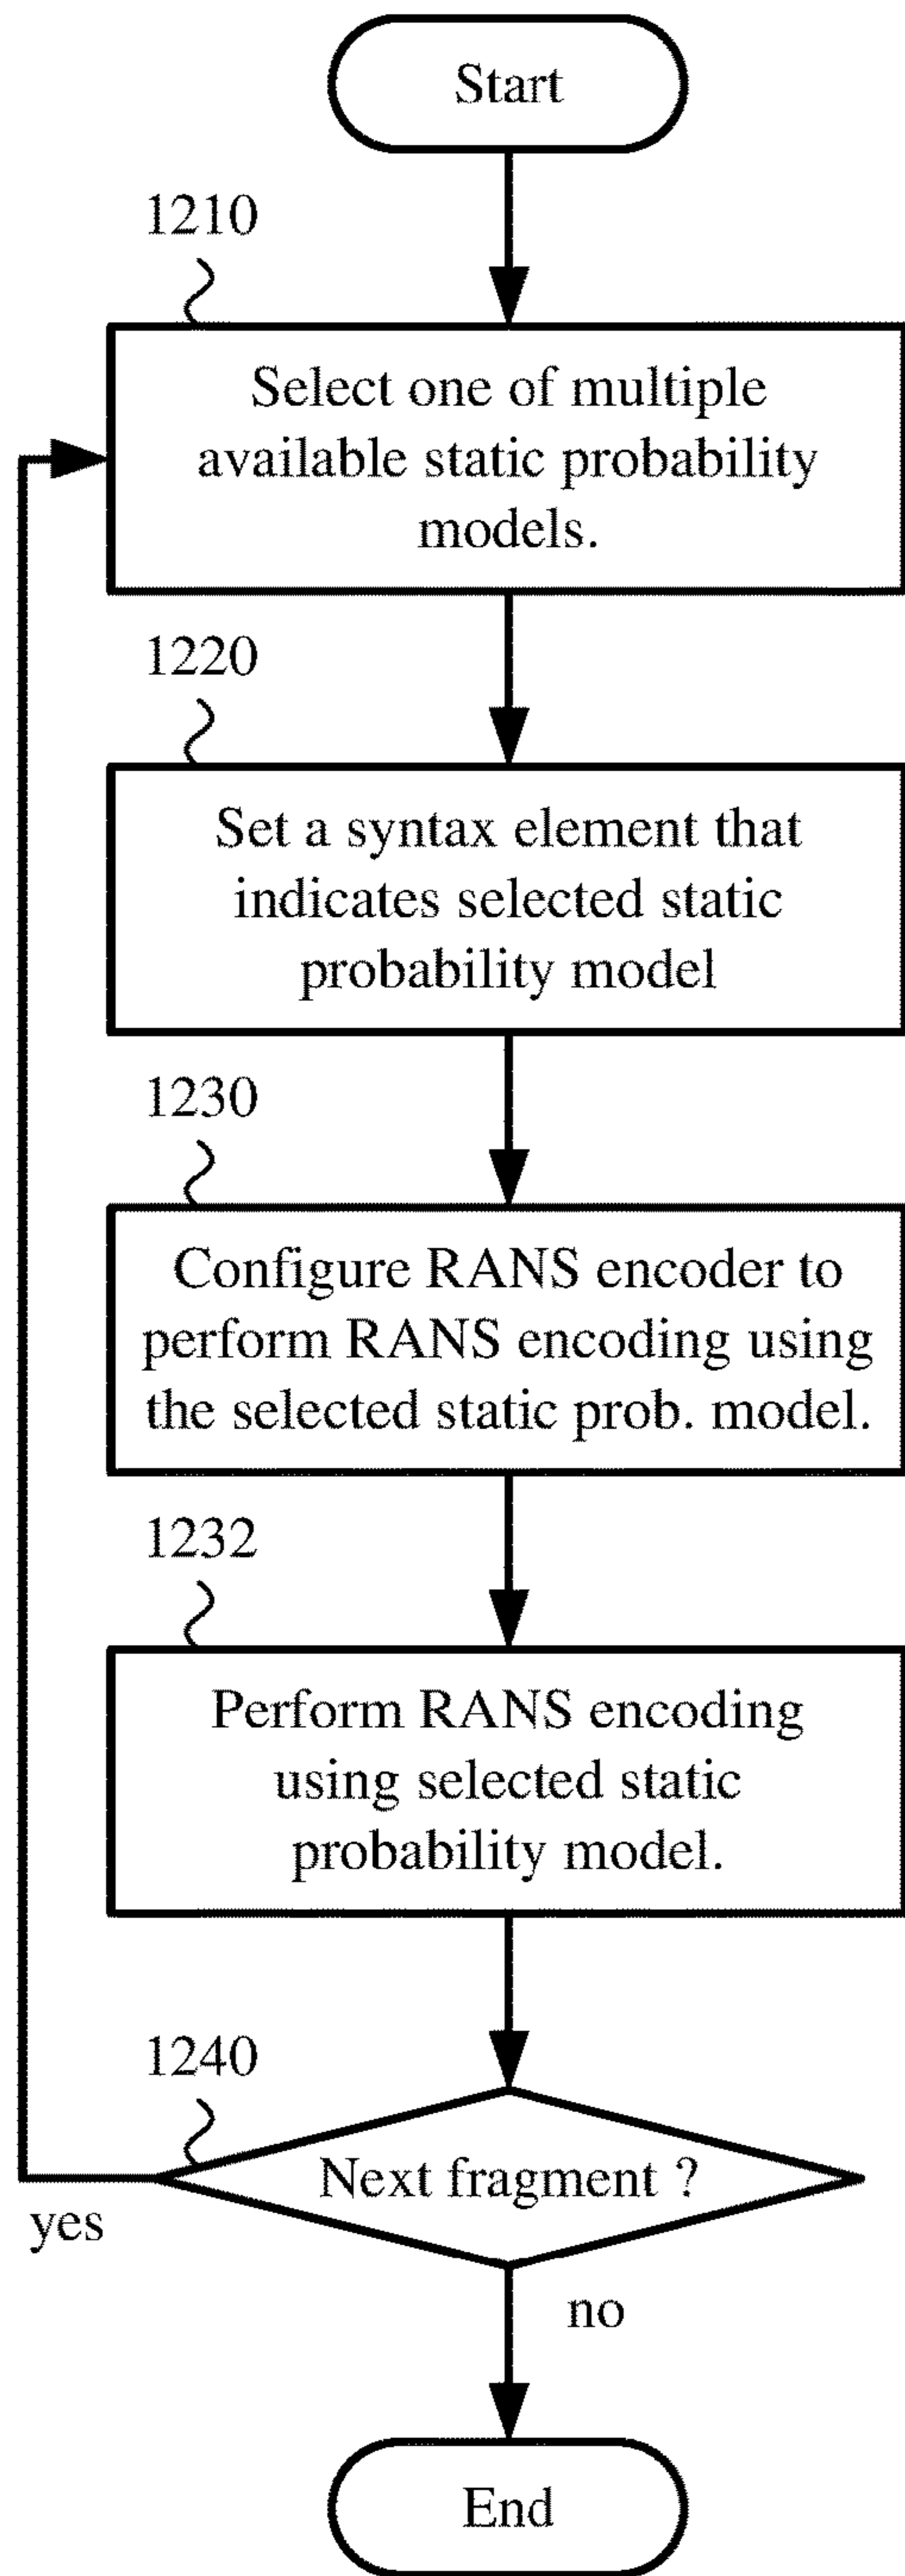 Start
1210
Select one of multiple
available static probability
models.
1220
Set a syntax element that
indicates selected static
probability model
1230
Configure RANS encoder to
perform RANS encoding using
the selected static prob. model.
1232
Perform RANS encoding
using selected static
probability model.
1240
Next fragment ?
yes
no
End